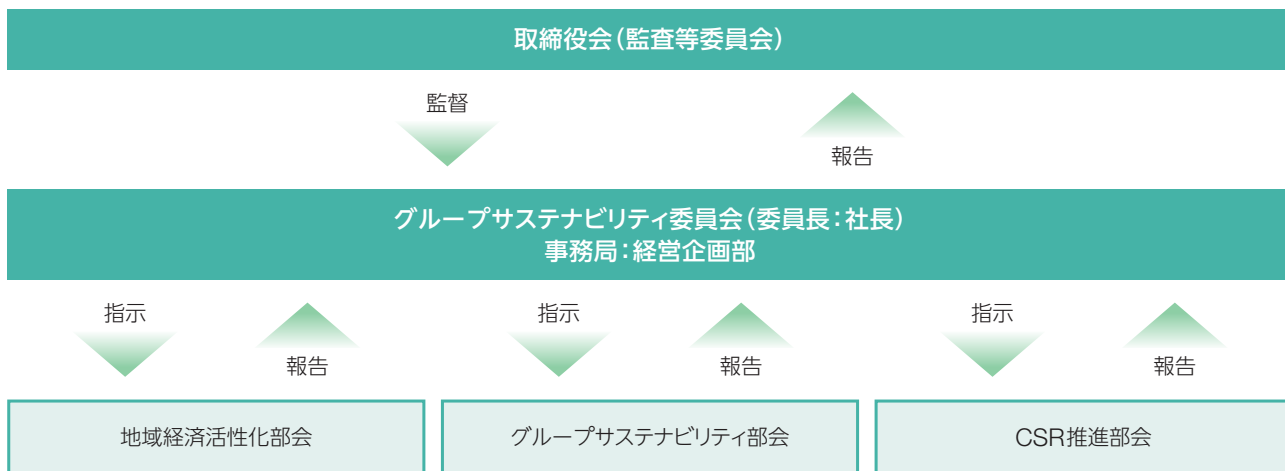 取締役会（監査等委員会）
監督
報告
グループサステナビリティ委員会（委員長：社長）
事務局：経営企画部
指示
報告
指示
報告
指示
報告
地域経済活性化部会
グループサステナビリティ部会
CSR推進部会